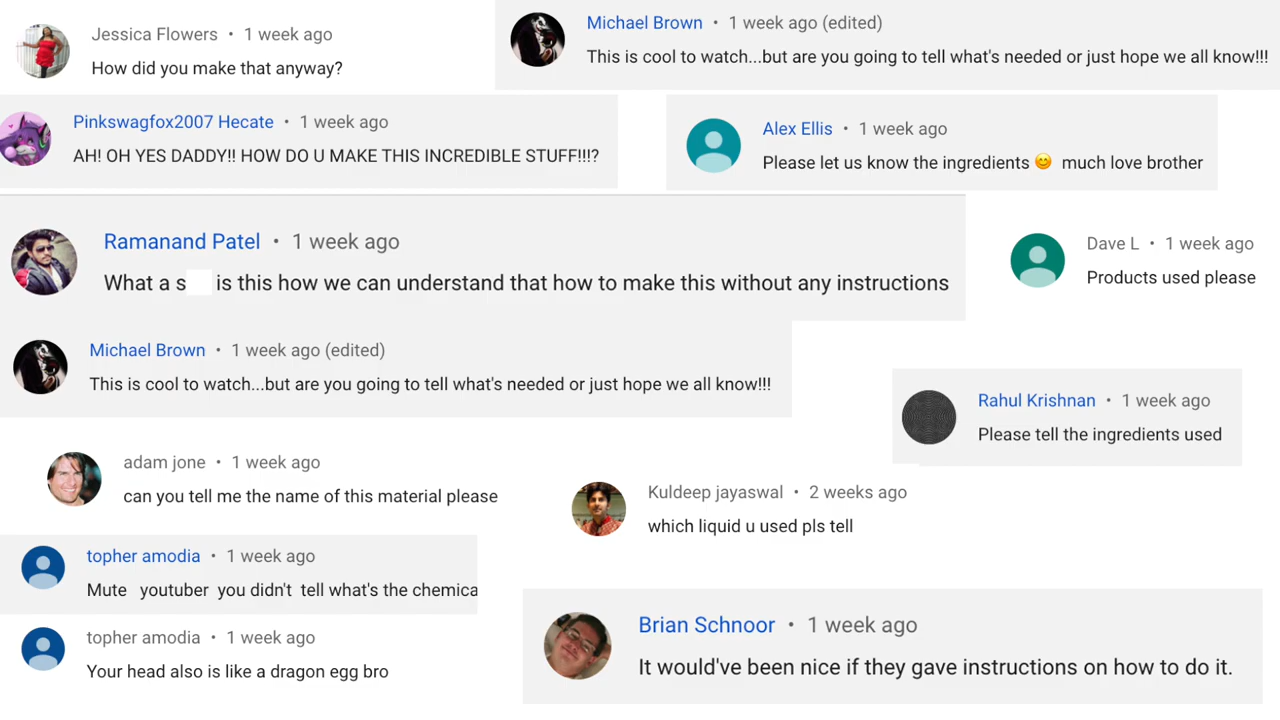 Jessica Flowers • 1 week ago
How did you make that anyway?
Michael Brown • 1 week ago (edited)
This is cool to watch...but are you going to tell what's needed or just hope we all know!!!
Pinkswagfox2007 Hecate • 1 week ago
AH! OH YES DADDY!! HOW DO U MAKE THIS INCREDIBLE STUFF!!!?
Alex Ellis • 1 week ago
Please let us know the ingredients 😊 much love brother
Ramanand Patel • 1 week ago
What a s is this how we can understand that how to make this without any instructions
Dave L • 1 week ago
Products used please
Michael Brown • 1 week ago (edited)
This is cool to watch...but are you going to tell what's needed or just hope we all know!!!
Rahul Krishnan • 1 week ago
Please tell the ingredients used
adam jone • 1 week ago
can you tell me the name of this material please
Kuldeep jayaswal • 2 weeks ago
which liquid u used pls tell
topher amodia • 1 week ago
Mute youtuber you didn't tell what's the chemica
topher amodia • 1 week ago
Your head also is like a dragon egg bro
Brian Schnoor • 1 week ago
It would've been nice if they gave instructions on how to do it.